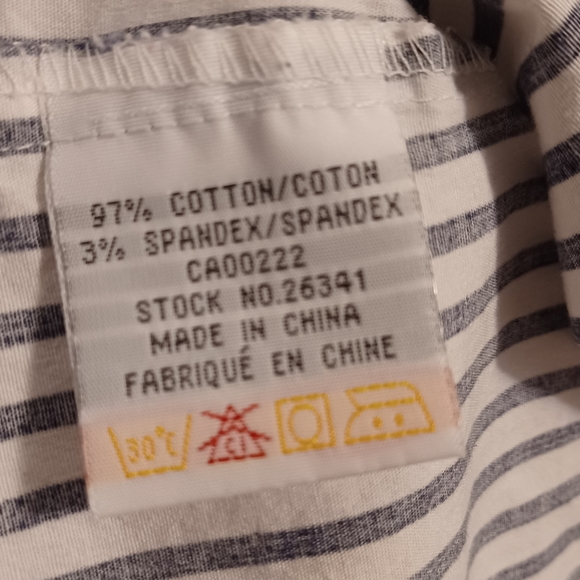 97% COTTON/COTON
3% SPANDEX/SPANDEX
CA00222
STOCK NO.26341
MADE IN CHINA
FABRIQUÉ EN CHINE
30°C Cl